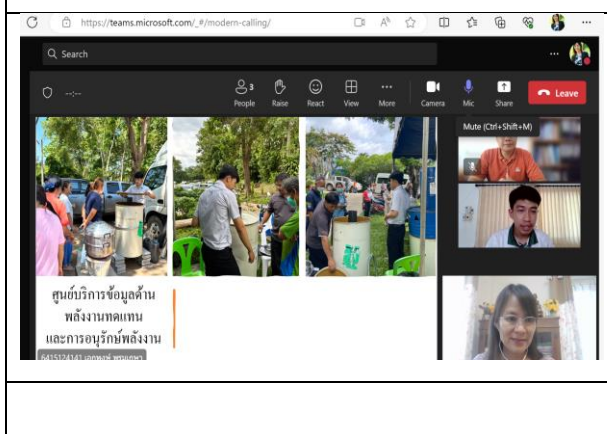 https://teams.microsoft.com/_#/modern-calling/
Search
--:--
3
People
Raise
React
View
More
Camera
Mic
Share
Leave
Mute (Ctrl+Shift+M)
ศูนย์บริการข้อมูลด้าน
พลังงานทดแทน
และการอนุรักษ์พลังงาน
6415124141